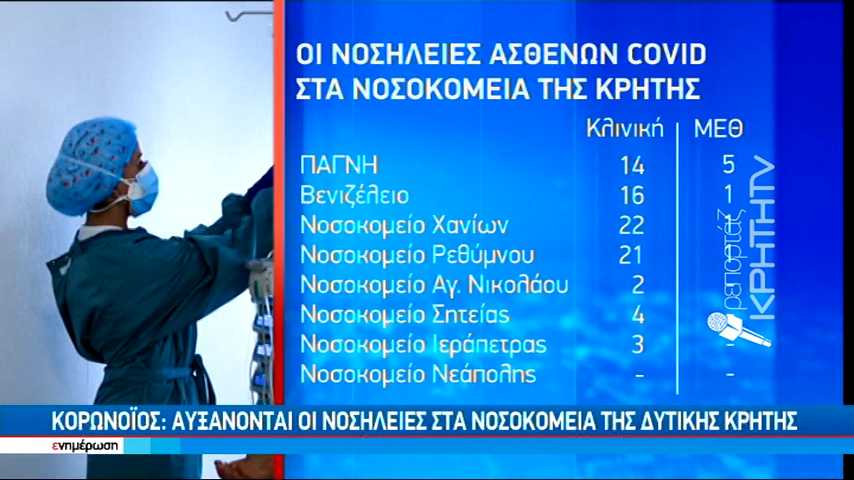 ΟΙ ΝΟΣΗΛΕΙΕΣ ΑΣΘΕΝΩΝ COVID
ΣΤΑ ΝΟΣΟΚΟΜΕΙΑ ΤΗΣ ΚΡΗΤΗΣ
Κλινική ΜΕΘ
ΠΑΓΝΗ 14 5
Βενιζέλειο 16 1
Νοσοκομείο Χανίων 22
Νοσοκομείο Ρεθύμνου 21
Νοσοκομείο Αγ. Νικολάου 2
Νοσοκομείο Σητείας 4
Νοσοκομείο Ιεράπετρας 3 -
Νοσοκομείο Νεάπολης - -
ρεπορτάζ
ΚΡΗΤΗTV
ΚΟΡΩΝΟΪΟΣ: ΑΥΞΑΝΟΝΤΑΙ ΟΙ ΝΟΣΗΛΕΙΕΣ ΣΤΑ ΝΟΣΟΚΟΜΕΙΑ ΤΗΣ ΔΥΤΙΚΗΣ ΚΡΗΤΗΣ
ενημέρωση